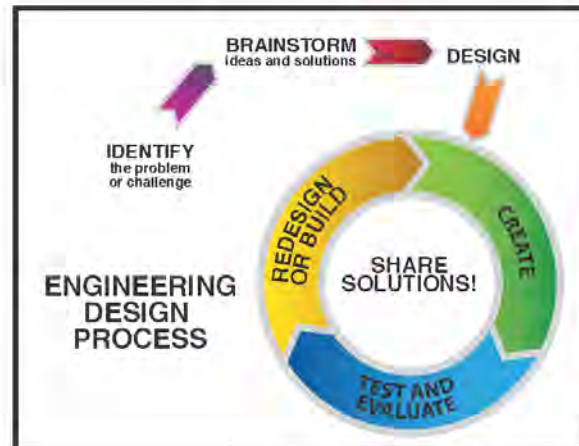 BRAINSTORM
ideas and solutions
DESIGN
IDENTIFY
the problem
or challenge
REDESIGN
OR BUILD
CREATE
SHARE
SOLUTIONS!
ENGINEERING
DESIGN
PROCESS
TEST AND
EVALUATE